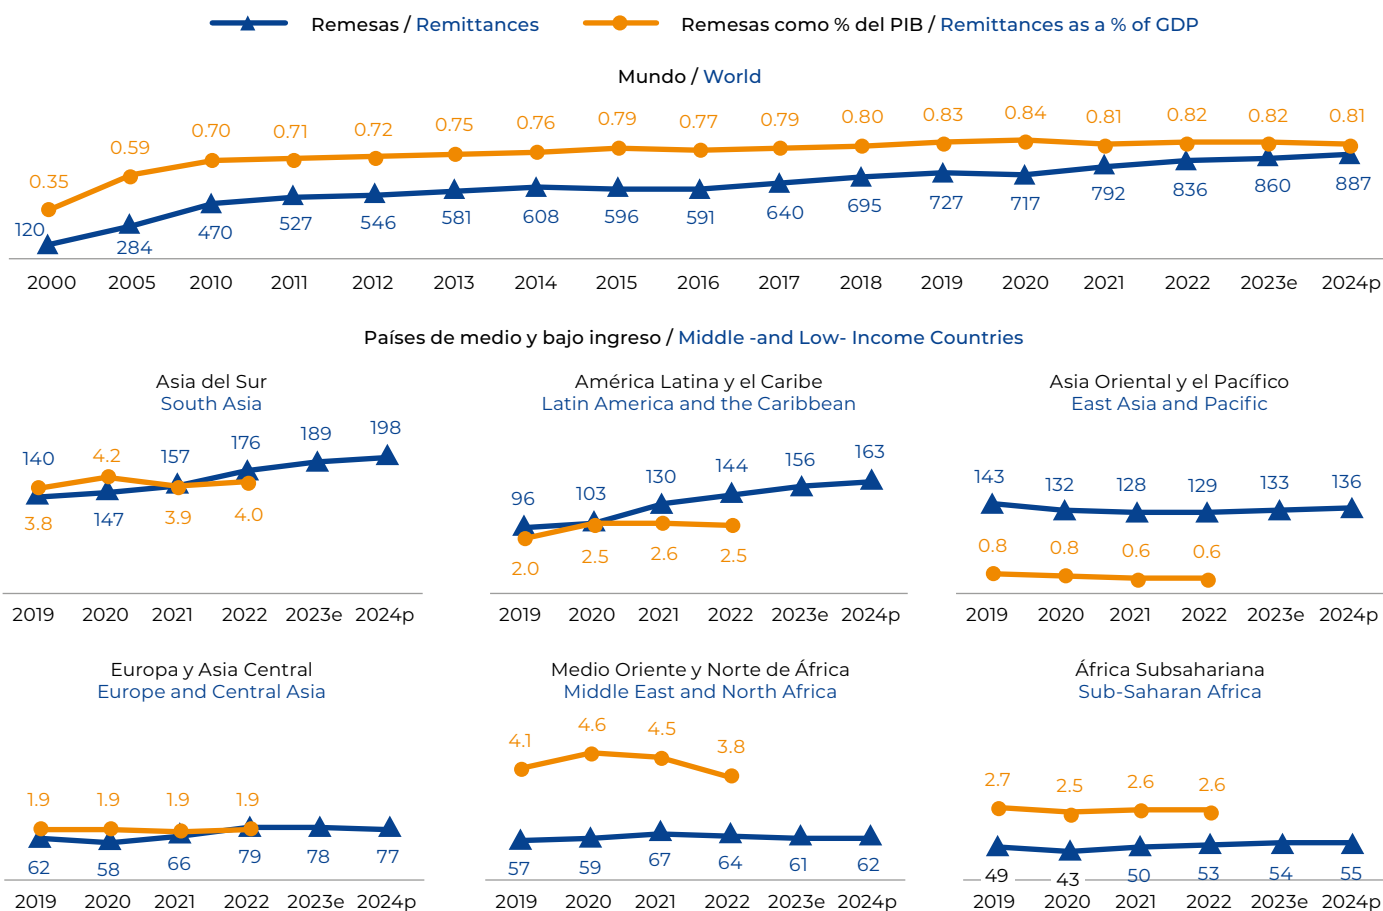 Remesas / Remittances
Remesas como % del PIB / Remittances as a % of GDP
Mundo / World
0.35 0.59 0.70 0.71 0.72 0.75 0.76 0.79 0.77 0.79 0.80 0.83 0.84 0.81 0.82 0.82 0.81
120 284 470 527 546 581 608 596 591 640 695 727 717 792 836 860 887
2000 2005 2010 2011 2012 2013 2014 2015 2016 2017 2018 2019 2020 2021 2022 2023e 2024p
Países de medio y bajo ingreso / Middle -and Low- Income Countries
Asia del Sur
South Asia
140 147 157 176 189 198
3.8 4.2 3.9 4.0
2019 2020 2021 2022 2023e 2024p
América Latina y el Caribe
Latin America and the Caribbean
96 103 130 144 156 163
2.0 2.5 2.6 2.5
2019 2020 2021 2022 2023e 2024p
Asia Oriental y el Pacífico
East Asia and Pacific
143 132 128 129 133 136
0.8 0.8 0.6 0.6
2019 2020 2021 2022 2023e 2024p
Europa y Asia Central
Europe and Central Asia
1.9 1.9 1.9 1.9
62 58 66 79 78 77
2019 2020 2021 2022 2023e 2024p
Medio Oriente y Norte de África
Middle East and North Africa
4.1 4.6 4.5 3.8
57 59 67 64 61 62
2019 2020 2021 2022 2023e 2024p
África Subsahariana
Sub-Saharan Africa
2.7 2.5 2.6 2.6
49 43 50 53 54 55
2019 2020 2021 2022 2023e 2024p